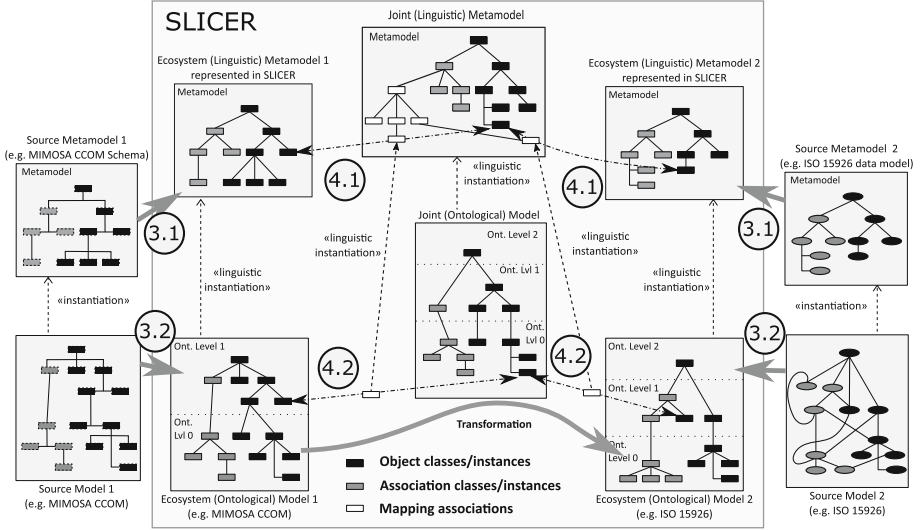 SLICER
Joint (Linguistic) Metamodel
Metamodel
Ecosystem (Linguistic) Metamodel 1
represented in SLICER
Metamodel
Ecosystem (Linguistic) Metamodel 2
represented in SLICER
Metamodel
Source Metamodel 1
(e.g. MIMOSA CCOM Schema)
Metamodel
Source Metamodel 2
(e.g. ISO 15926 data model)
Metamodel
4.1
4.1
3.1
3.1
«linguistic
instantiation»
Joint (Ontological) Model
Ont. Level 2
Ont. Lvl 1
Ont.
Lvl 0
«linguistic
instantiation»
«linguistic
instantiation»
«linguistic
instantiation»
«linguistic
instantiation»
«instantiation»
«instantiation»
3.2
3.2
4.2
4.2
Ont. Level 1
Ont.
Lvl 0
Ont. Level 2
Ont. Level 1
Ont.
Level 0
Transformation
Object classes/instances
Association classes/instances
Mapping associations
Source Model 1
(e.g. MIMOSA CCOM)
Ecosystem (Ontological) Model 1
(e.g. MIMOSA CCOM)
Ecosystem (Ontological) Model 2
(e.g. ISO 15926)
Source Model 2
(e.g. ISO 15926)